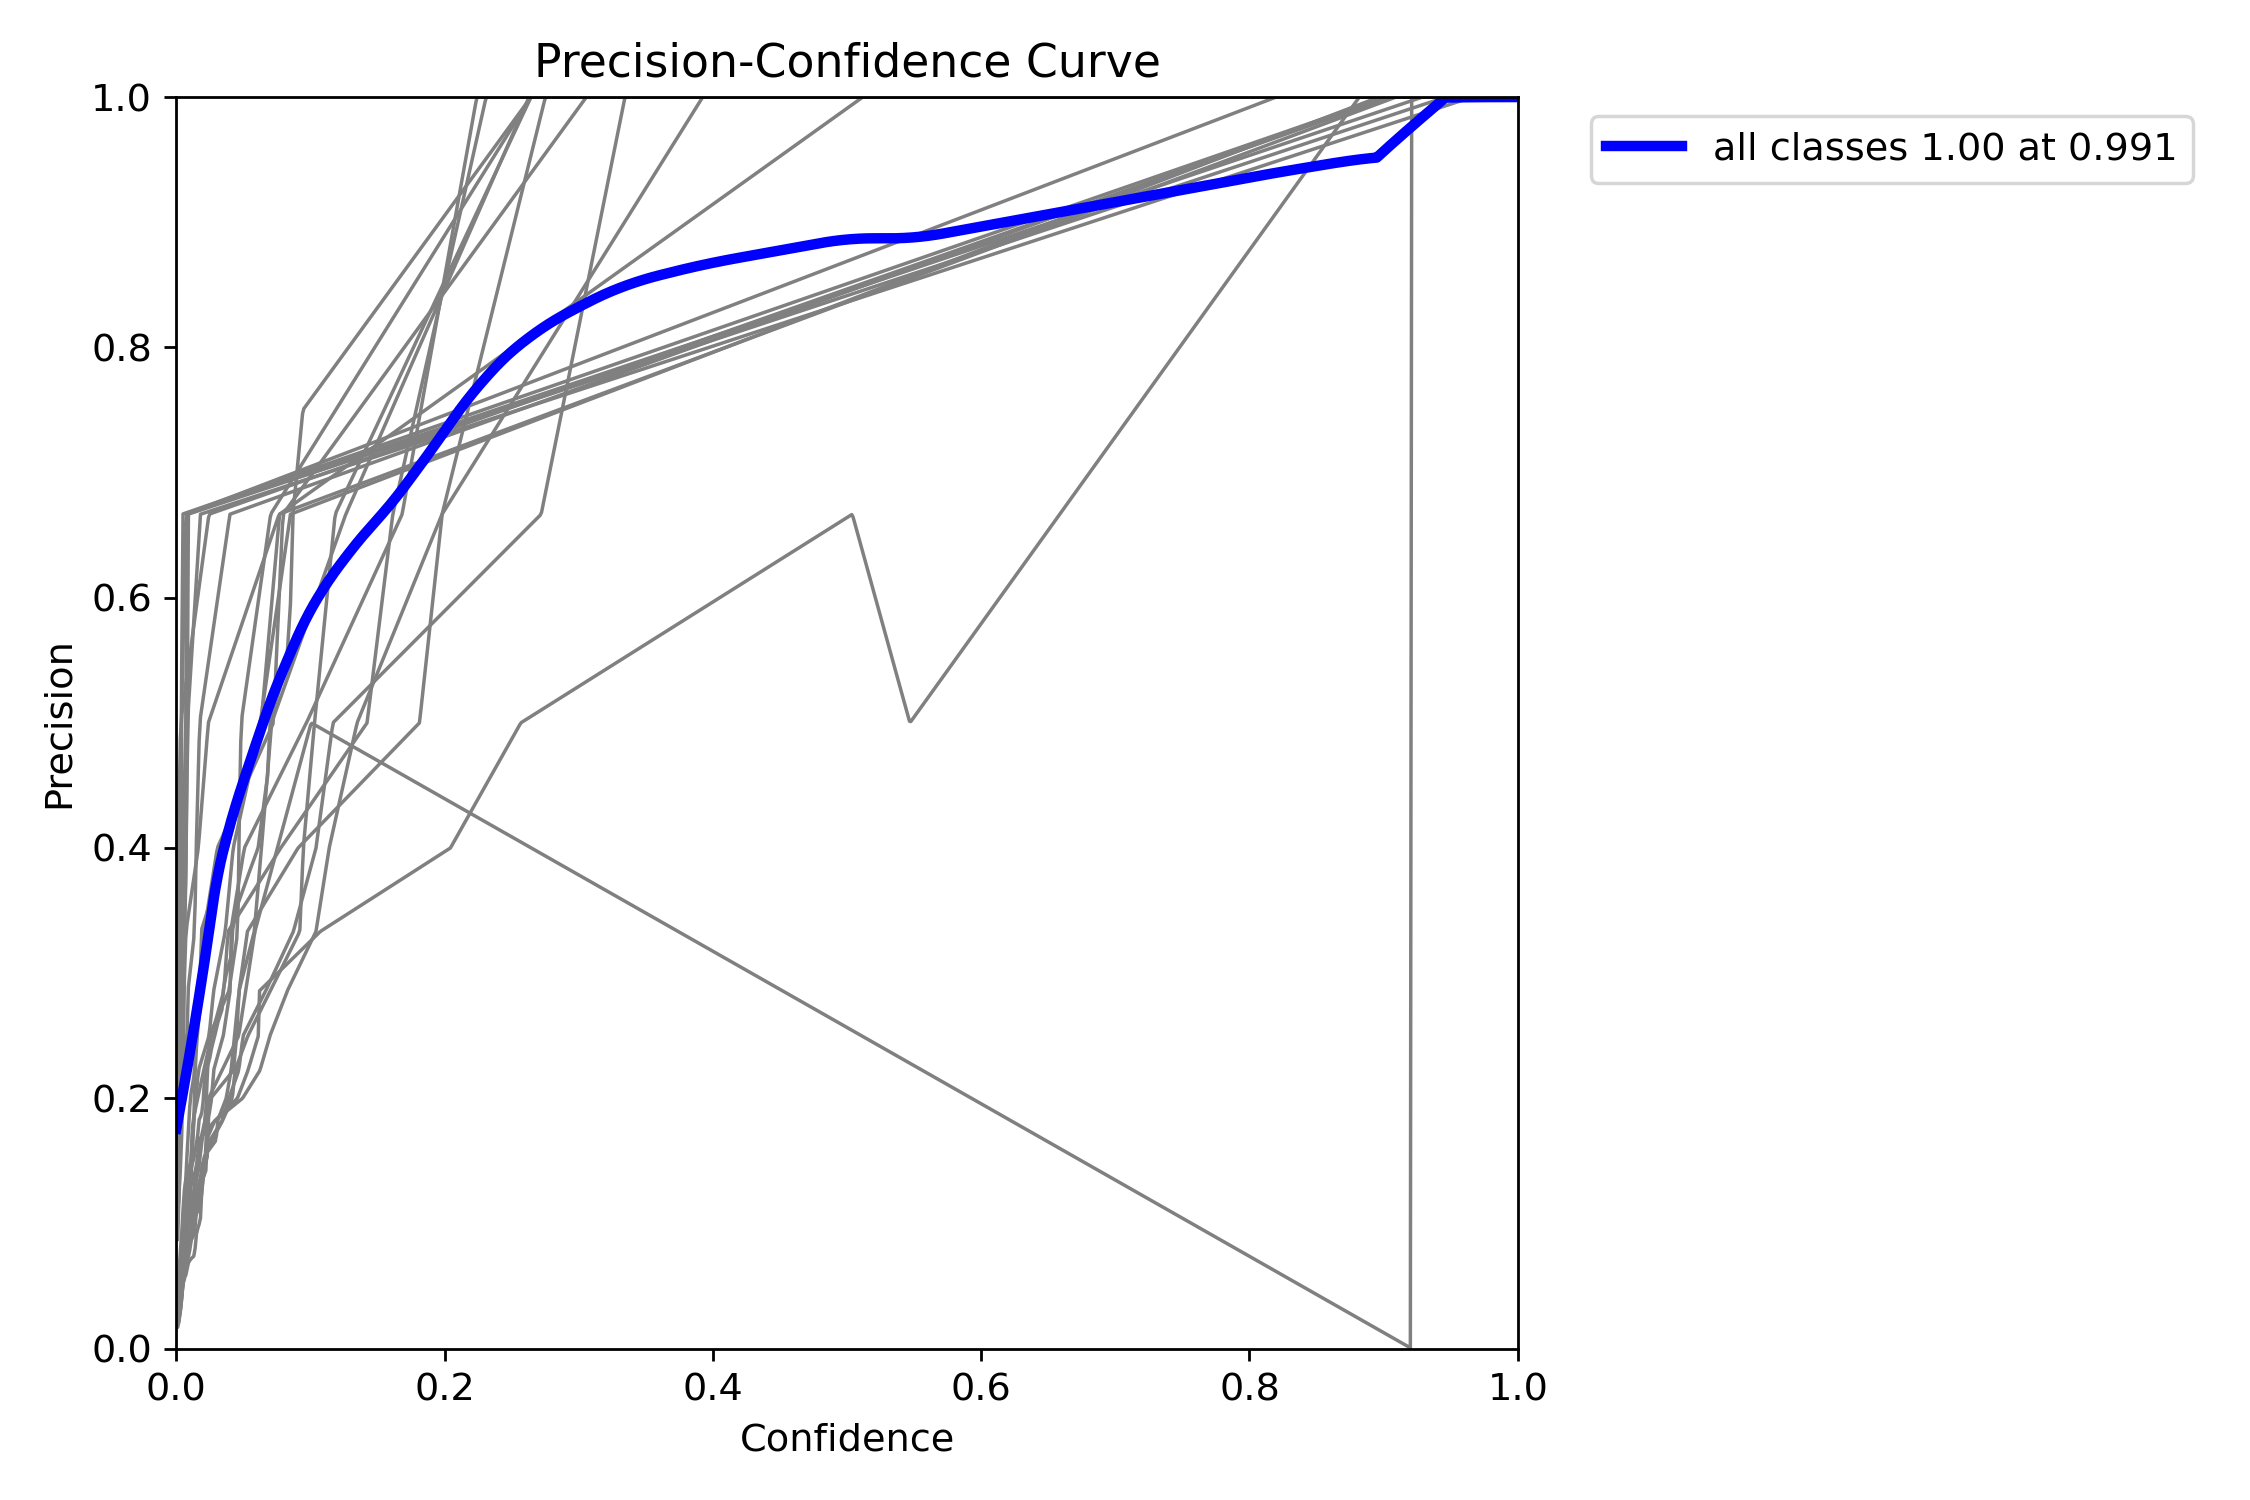 Precision-Confidence Curve
all classes 1.00 at 0.991
Precision
1.0
0.8
0.6
0.4
0.2
0.0
0.0 0.2 0.4 0.6 0.8 1.0
Confidence